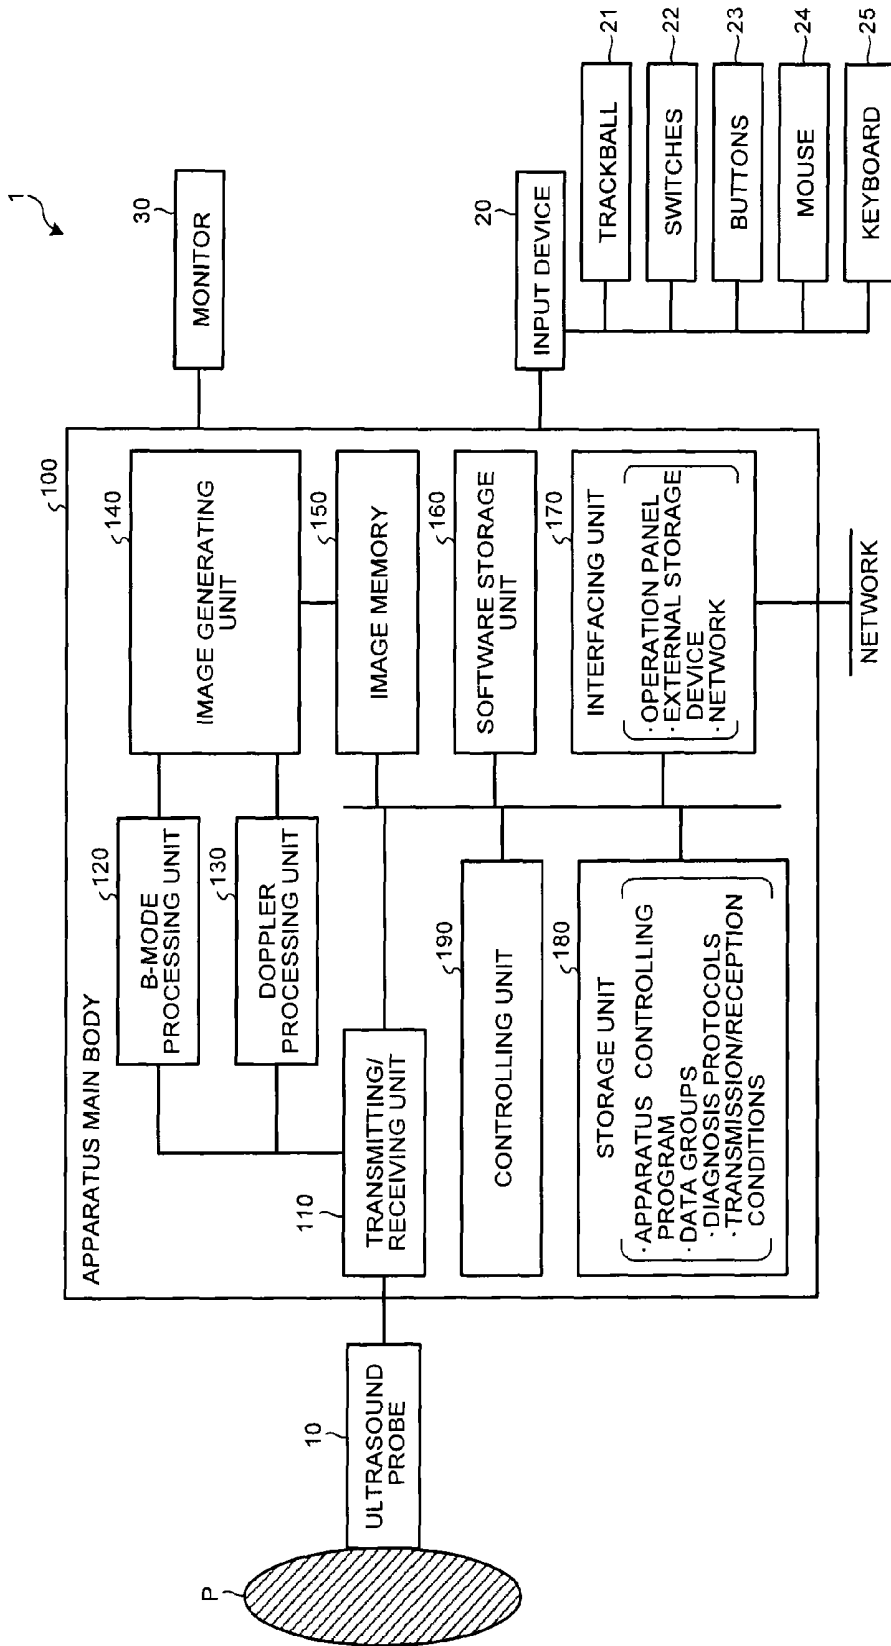 1
P
10
ULTRASOUND
PROBE
100
APPARATUS MAIN BODY
110
TRANSMITTING/
RECEIVING UNIT
120
B-MODE
PROCESSING UNIT
130
DOPPLER
PROCESSING UNIT
140
IMAGE GENERATING
UNIT
150
IMAGE MEMORY
160
SOFTWARE STORAGE
UNIT
170
INTERFACING UNIT
·OPERATION PANEL
·EXTERNAL STORAGE
DEVICE
·NETWORK
190
CONTROLLING UNIT
180
STORAGE UNIT
·APPARATUS CONTROLLING
PROGRAM
·DATA GROUPS
·DIAGNOSIS PROTOCOLS
·TRANSMISSION/RECEPTION
CONDITIONS
NETWORK
30
MONITOR
20
INPUT DEVICE
TRACKBALL
21
SWITCHES
22
BUTTONS
23
MOUSE
24
KEYBOARD
25